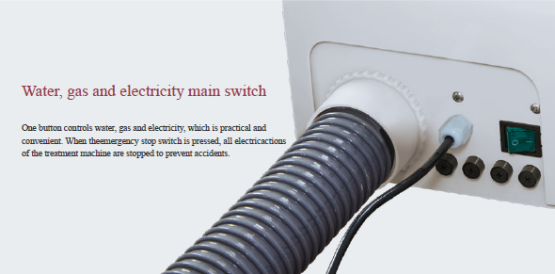 Water, gas and electricity main switch
One button controls water, gas and electricity, which is practical and
convenient. When theemergency stop switch is pressed, all electricactions
of the treatment machine are stopped to prevent accidents.